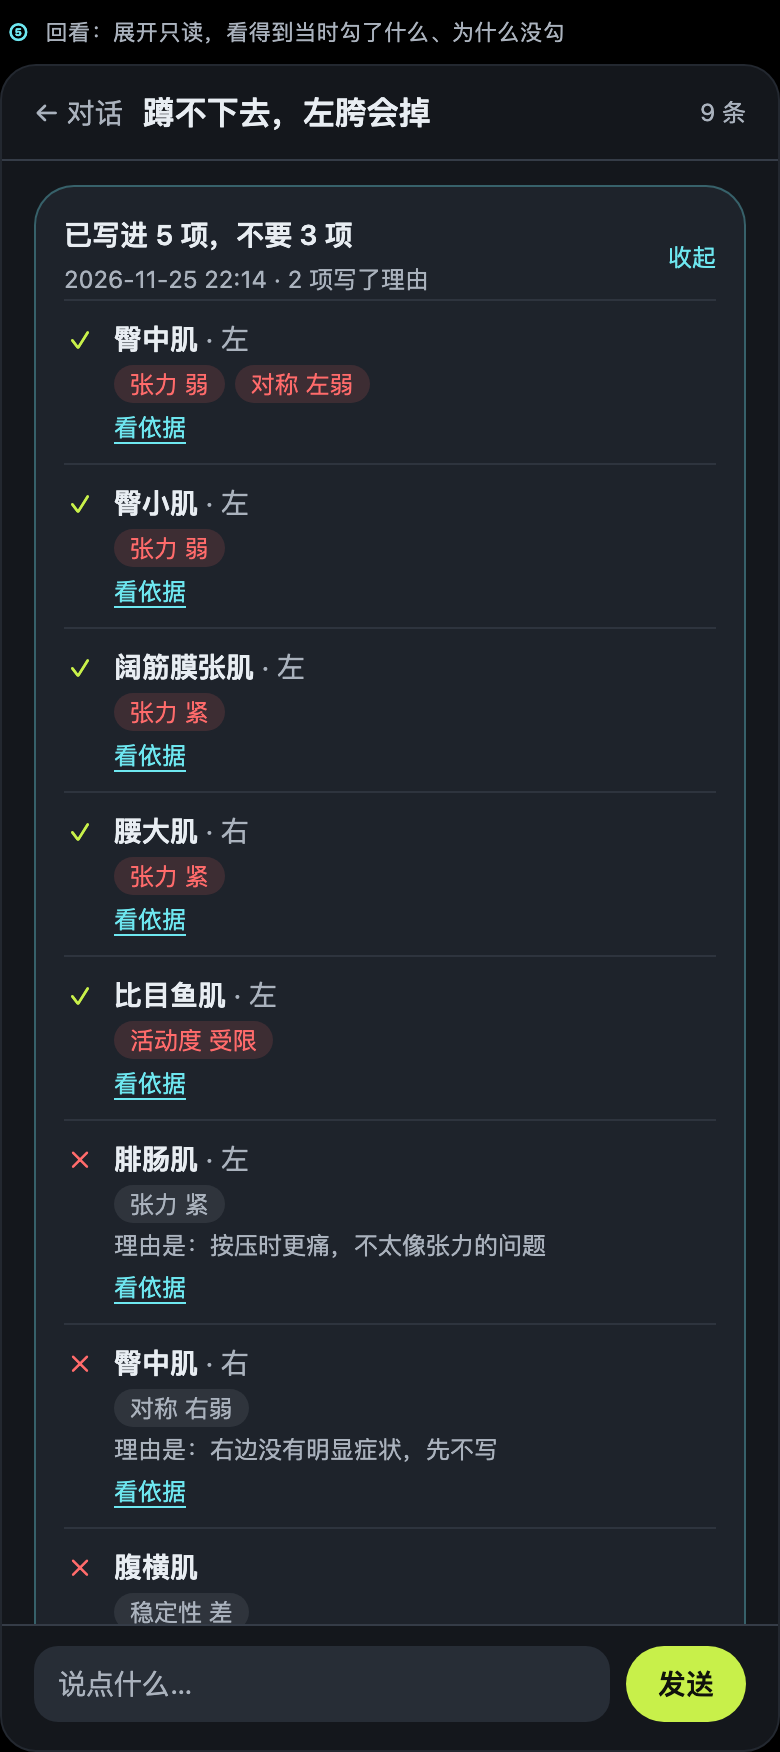 ⑤ 回看：展开只读，看得到当时勾了什么、为什么没勾
← 对话 蹲不下去，左胯会掉 9 条
已写进 5 项，不要 3 项
2026-11-25 22:14 · 2 项写了理由
收起
✓ 臀中肌 · 左
张力 弱 对称 左弱
看依据
✓ 臀小肌 · 左
张力 弱
看依据
✓ 阔筋膜张肌 · 左
张力 紧
看依据
✓ 腰大肌 · 右
张力 紧
看依据
✓ 比目鱼肌 · 左
活动度 受限
看依据
✕ 腓肠肌 · 左
张力 紧
理由是：按压时更痛，不太像张力的问题
看依据
✕ 臀中肌 · 右
对称 右弱
理由是：右边没有明显症状，先不写
看依据
✕ 腹横肌
稳定性 差
说点什么...
发送